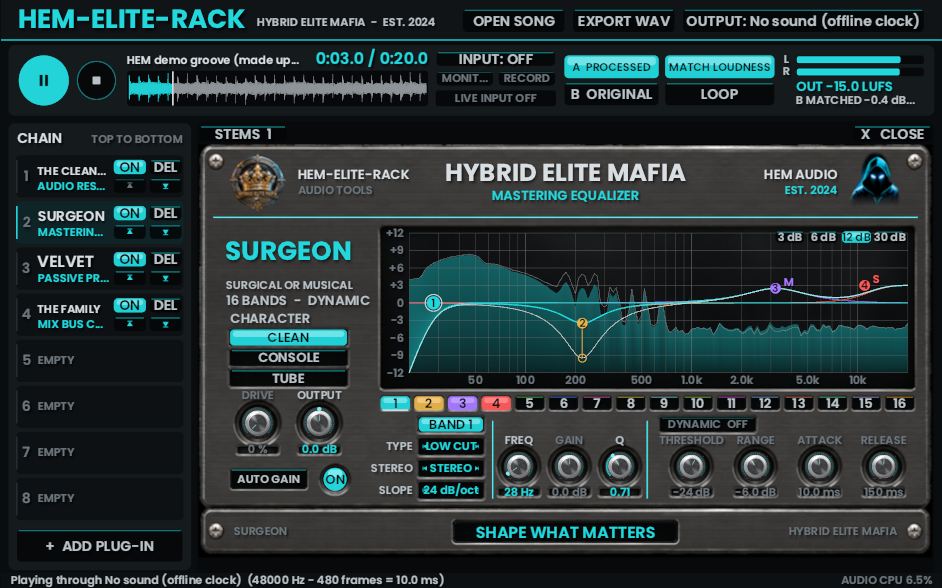 HEM-ELITE-RACK HYBRID ELITE MAFIA - EST. 2024 OPEN SONG EXPORT WAV OUTPUT: No sound (offline clock)
HEM demo groove (made up... 0:03.0 / 0:20.0
INPUT: OFF
MONIT... RECORD
LIVE INPUT OFF
A PROCESSED MATCH LOUDNESS
B ORIGINAL LOOP
L
R
OUT -15.0 LUFS
B MATCHED -0.4 dB...
CHAIN TOP TO BOTTOM
1 THE CLEAN... ON DEL
AUDIO RES...
2 SURGEON ON DEL
MASTERIN...
3 VELVET ON DEL
PASSIVE PR...
4 THE FAMILY ON DEL
MIX BUS C...
5 EMPTY
6 EMPTY
7 EMPTY
8 EMPTY
+ ADD PLUG-IN
STEMS 1 X CLOSE
HEM-ELITE-RACK
AUDIO TOOLS
HYBRID ELITE MAFIA
MASTERING EQUALIZER
HEM AUDIO
EST. 2024
SURGEON
SURGICAL OR MUSICAL
16 BANDS - DYNAMIC
CHARACTER
CLEAN
CONSOLE
TUBE
DRIVE OUTPUT
0 % 0.0 dB
AUTO GAIN ON
3 dB 6 dB 12 dB 30 dB
+12
+9
+6
+3
0
-3
-6
-9
-12
1 2 3 M 4 S
50 100 200 500 1.0k 2.0k 5.0k 10k
1 2 3 4 5 6 7 8 9 10 11 12 13 14 15 16
BAND 1
TYPE LOW CUT
STEREO STEREO
SLOPE 24 dB/oct
FREQ GAIN Q
28 Hz 0.0 dB 0.71
DYNAMIC OFF
THRESHOLD RANGE ATTACK RELEASE
-24 dB -6.0 dB 10.0 ms 150 ms
SURGEON SHAPE WHAT MATTERS HYBRID ELITE MAFIA
Playing through No sound (offline clock) (48000 Hz - 480 frames = 10.0 ms) AUDIO CPU 6.5%